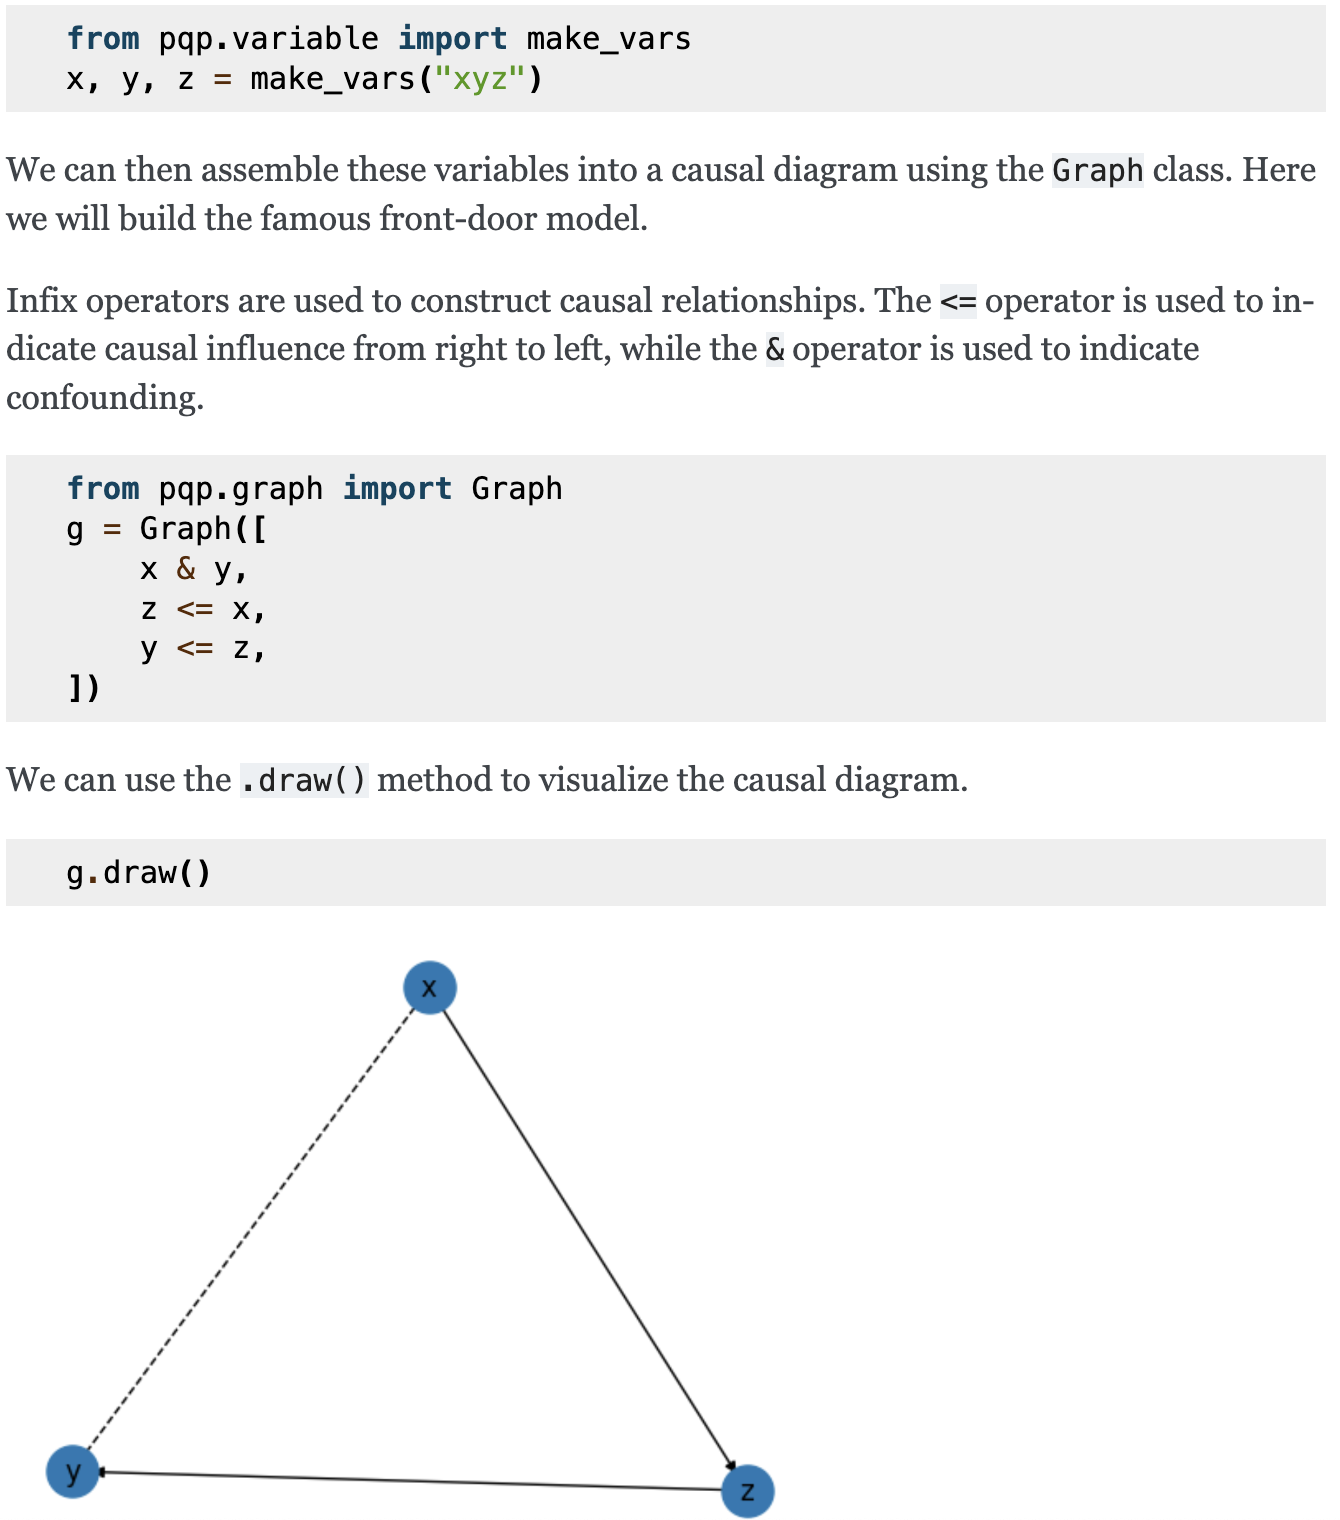 from pqp.variable import make_vars
x, y, z = make_vars("xyz")
We can then assemble these variables into a causal diagram using the Graph class. Here
we will build the famous front-door model.
Infix operators are used to construct causal relationships. The <= operator is used to in-
dicate causal influence from right to left, while the & operator is used to indicate
confounding.
from pqp.graph import Graph
g = Graph([
    x & y,
    z <= x,
    y <= z,
])
We can use the .draw() method to visualize the causal diagram.
g.draw()
x
y
z